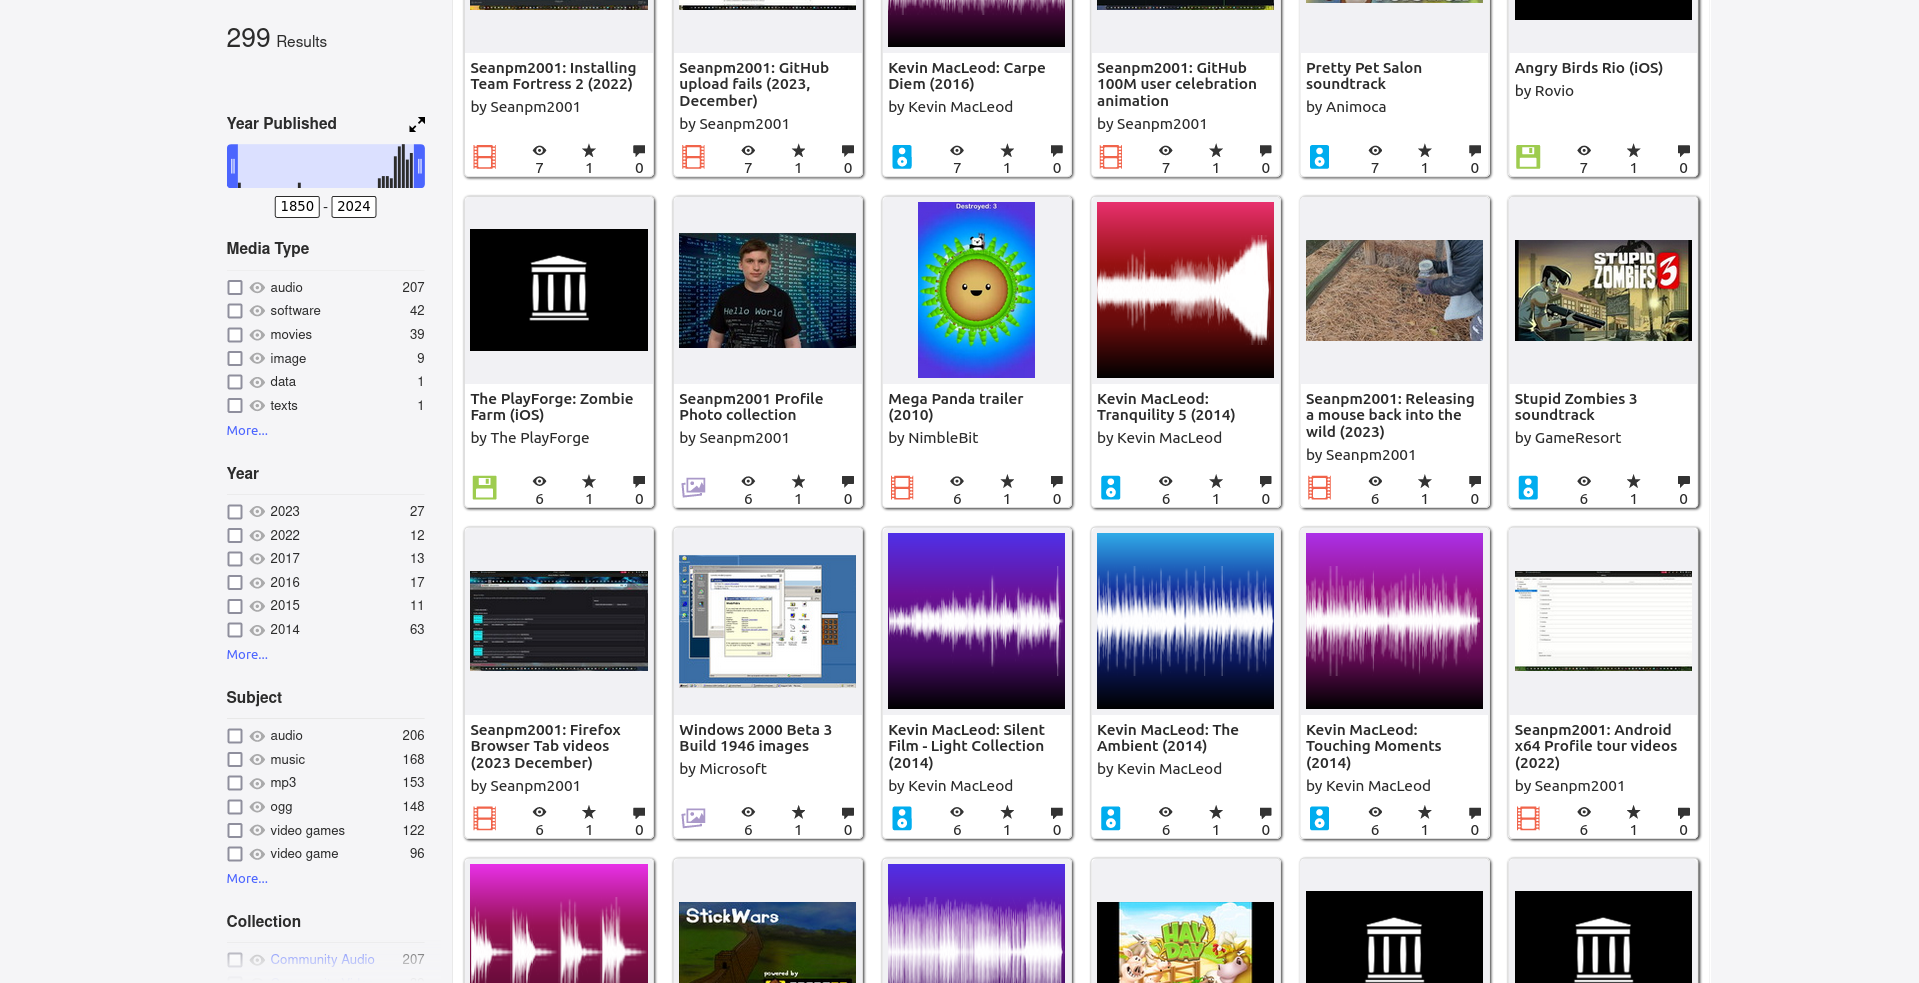 299 Results
Year Published
1850 - 2024
Media Type
audio 207
software 42
movies 39
image 9
data 1
texts 1
More...
Year
2023 27
2022 12
2017 13
2016 17
2015 11
2014 63
More...
Subject
audio 206
music 168
mp3 153
ogg 148
video games 122
video game 96
More...
Collection
Community Audio 207
Seanpm2001: Installing
Team Fortress 2 (2022)
by Seanpm2001
7 1 0
Seanpm2001: GitHub
upload fails (2023,
December)
by Seanpm2001
7 1 0
Kevin MacLeod: Carpe
Diem (2016)
by Kevin MacLeod
7 1 0
Seanpm2001: GitHub
100M user celebration
animation
by Seanpm2001
7 1 0
Pretty Pet Salon
soundtrack
by Animoca
7 1 0
Angry Birds Rio (iOS)
by Rovio
7 1 0
The PlayForge: Zombie
Farm (iOS)
by The PlayForge
6 1 0
Hello World
Seanpm2001 Profile
Photo collection
by Seanpm2001
6 1 0
Destroyed: 3
Mega Panda trailer
(2010)
by NimbleBit
6 1 0
Kevin MacLeod:
Tranquility 5 (2014)
by Kevin MacLeod
6 1 0
Seanpm2001: Releasing
a mouse back into the
wild (2023)
by Seanpm2001
6 1 0
STUPID
ZOMBIES 3
Stupid Zombies 3
soundtrack
by GameResort
6 1 0
Seanpm2001: Firefox
Browser Tab videos
(2023 December)
by Seanpm2001
6 1 0
Windows 2000 Beta 3
Build 1946 images
by Microsoft
6 1 0
Kevin MacLeod: Silent
Film - Light Collection
(2014)
by Kevin MacLeod
6 1 0
Kevin MacLeod: The
Ambient (2014)
by Kevin MacLeod
6 1 0
Kevin MacLeod:
Touching Moments
(2014)
by Kevin MacLeod
6 1 0
Seanpm2001: Android
x64 Profile tour videos
(2022)
by Seanpm2001
6 1 0
StickWars
powered by
HAY
DAY